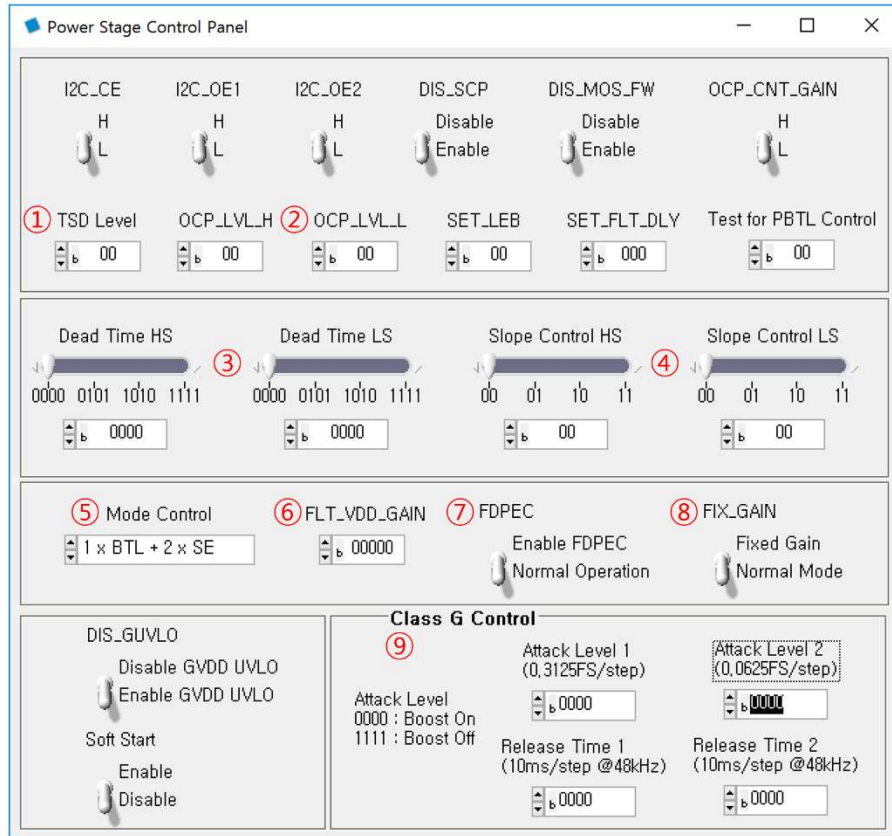 Power Stage Control Panel
I2C_CE I2C_OE1 I2C_OE2 DIS_SCP DIS_MOS_FW OCP_CNT_GAIN
H H H Disable Disable H
L L L Enable Enable L
① TSD Level OCP_LVL_H ② OCP_LVL_L SET_LEB SET_FLT_DLY Test for PBTL Control
b 00 b 00 b 00 b 00 b 000 b 00
Dead Time HS ③ Dead Time LS Slope Control HS ④ Slope Control LS
0000 0101 1010 1111 0000 0101 1010 1111 00 01 10 11 00 01 10 11
b 0000 b 0000 b 00 b 00
⑤ Mode Control ⑥ FLT_VDD_GAIN ⑦ FDPEC ⑧ FIX_GAIN
1 x BTL + 2 x SE b 00000 Enable FDPEC Fixed Gain
Normal Operation Normal Mode
DIS_GUVLO
Disable GVDD UVLO
Enable GVDD UVLO
Soft Start
Enable
Disable
Class G Control
⑨
Attack Level
0000 : Boost On
1111 : Boost Off
Attack Level 1 Attack Level 2
(0,3125FS/step) (0,0625FS/step)
b 0000 b 0000
Release Time 1 Release Time 2
(10ms/step @48kHz) (10ms/step @48kHz)
b 0000 b 0000